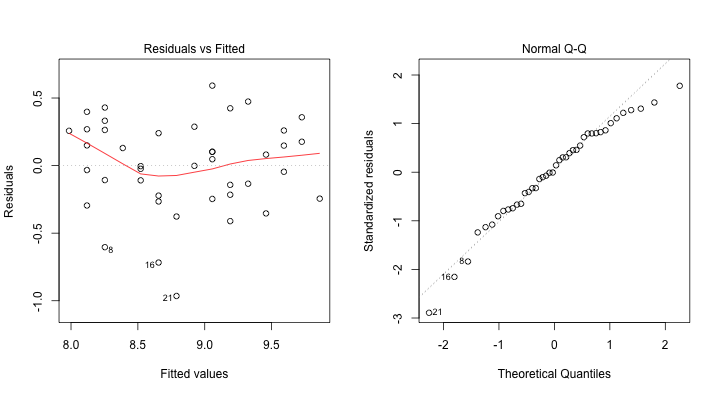 Residuals vs Fitted
Residuals
0.5
0.0
-0.5
-1.0
8
16
21
8.0 8.5 9.0 9.5
Fitted values
Normal Q-Q
Standardized residuals
2
1
0
-1
-2
-3
8
16
21
-2 -1 0 1 2
Theoretical Quantiles